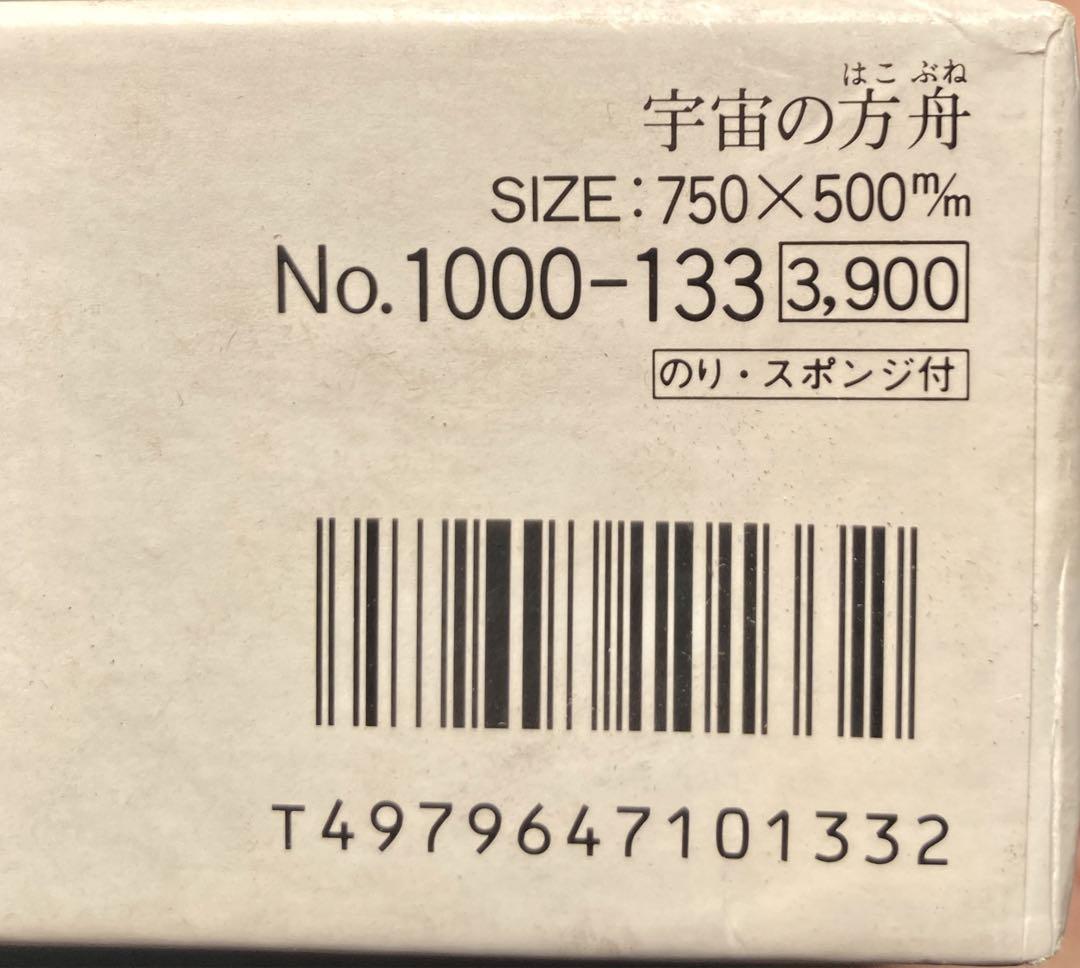 はこ ぶね
宇宙の方舟
SIZE:750×500m/m
No.1000-133 3,900
のり・スポンジ付
T4979647101332